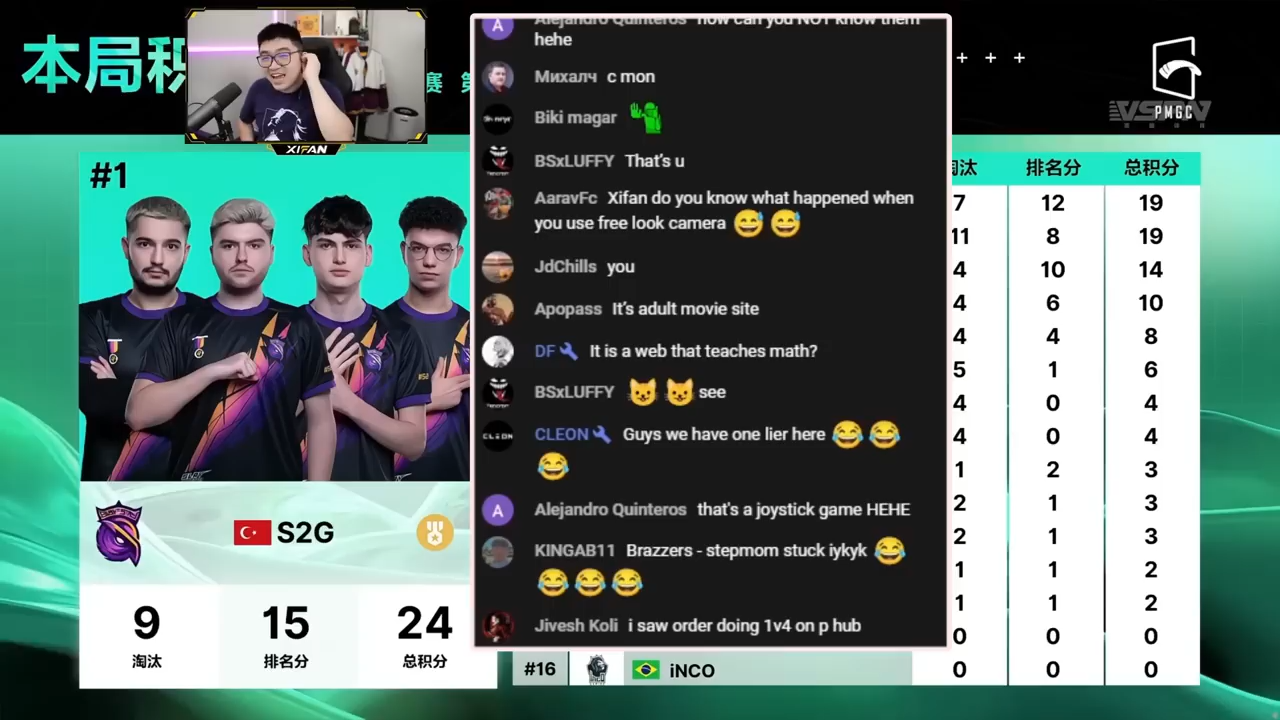 本局积
赛 第
+ + +
VSPN
PMGC
XIFAN
Alejandro Quinteros how can you NOT know them
hehe
Михалч c mon
Biki magar
BSxLUFFY That's u
AaravFc Xifan do you know what happened when
you use free look camera 😅 😅
JdChills you
Apopass It's adult movie site
DF 🔧 It is a web that teaches math?
BSxLUFFY 😺 😺 see
CLEON
CLEON 🔧 Guys we have one lier here 😂 😂
😂
A Alejandro Quinteros that's a joystick game HEHE
KINGAB11 Brazzers - stepmom stuck iykyk 😂
😂 😂 😂
Jivesh Koli i saw order doing 1v4 on p hub
#1
S2G
9 15 24
淘汰 排名分 总积分
汰 排名分 总积分
7 12 19
11 8 19
4 10 14
4 6 10
4 4 8
5 1 6
4 0 4
4 0 4
1 2 3
2 1 3
2 1 3
1 1 2
1 1 2
0 0 0
#16 iNCO 0 0 0